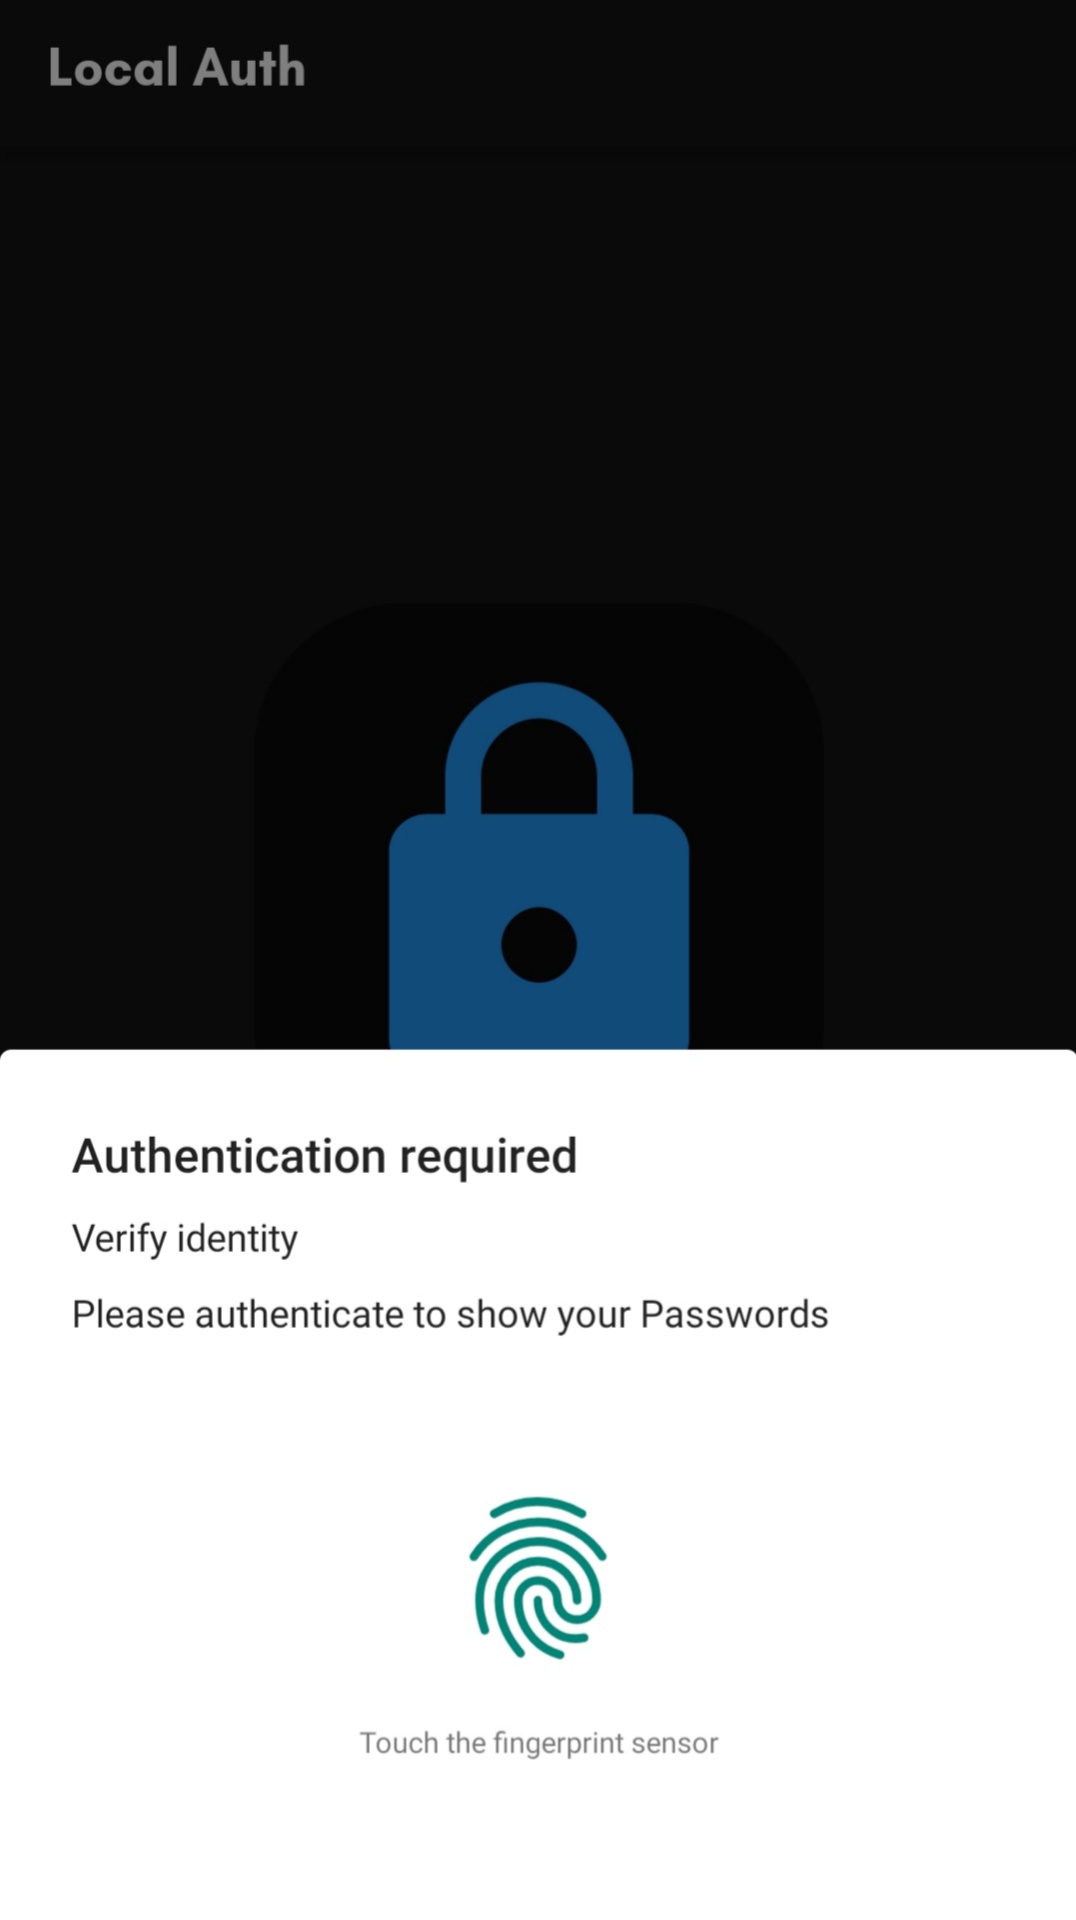 Local Auth
Authentication required
Verify identity
Please authenticate to show your Passwords
Touch the fingerprint sensor